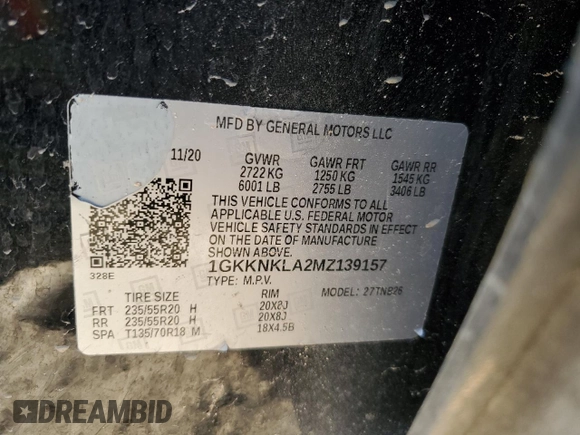 MFD BY GENERAL MOTORS LLC
11/20 GVWR GAWR FRT GAWR RR
2722 KG 1250 KG 1545 KG
6001 LB 2755 LB 3406 LB
THIS VEHICLE CONFORMS TO ALL
APPLICABLE U.S. FEDERAL MOTOR
VEHICLE SAFETY STANDARDS IN
EFFECT ON THE DATE OF MANUFACTURE
SHOWN ABOVE.
328E 1GKKNKLA2MZ139157
TYPE: M.P.V. MODEL: 27TNB26
TIRE SIZE RIM
FRT 235/55R20 H 20X8J
RR 235/55R20 H 20X8J
SPA T135/70R18 M 18X4.5B
DREAMBID